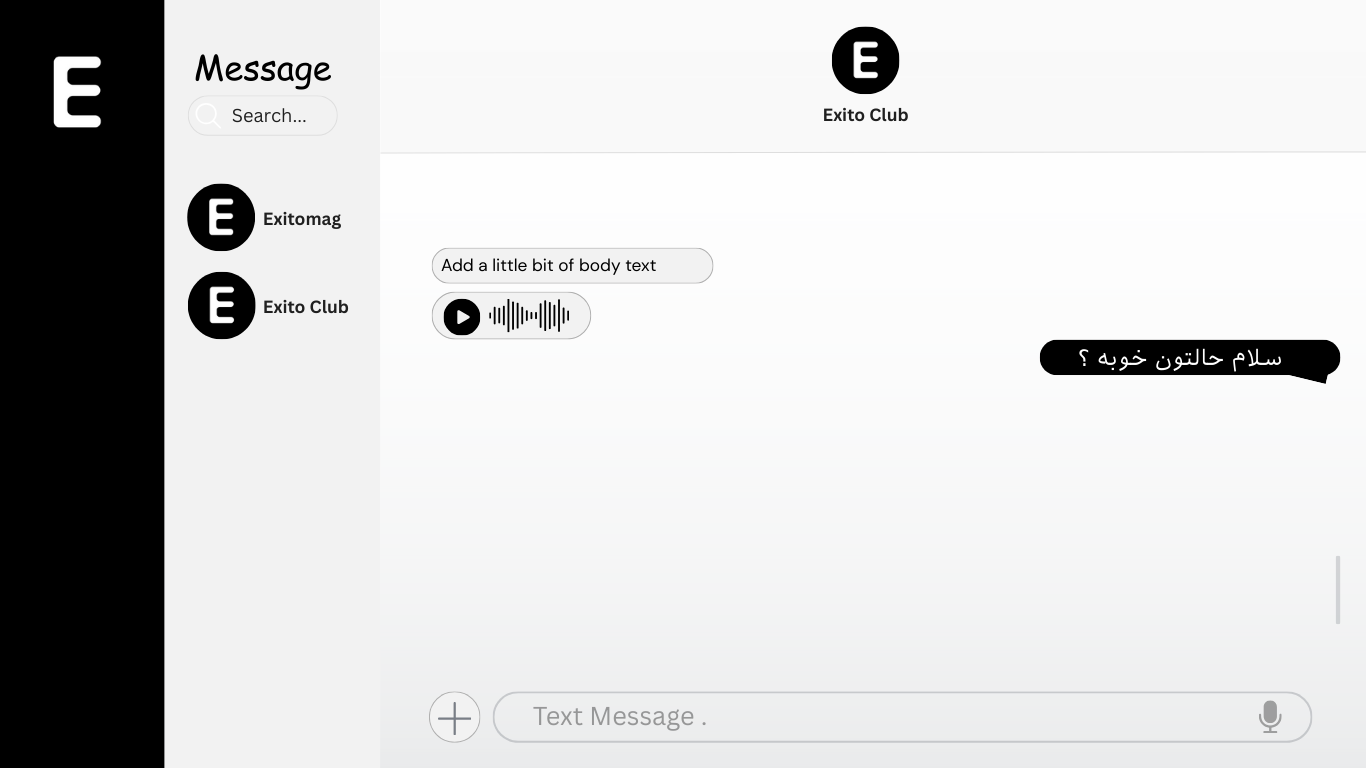 E
Message
Search...
E Exitomag
E Exito Club
E
Exito Club
Add a little bit of body text
سلام حالتون خوبه ؟
Text Message .